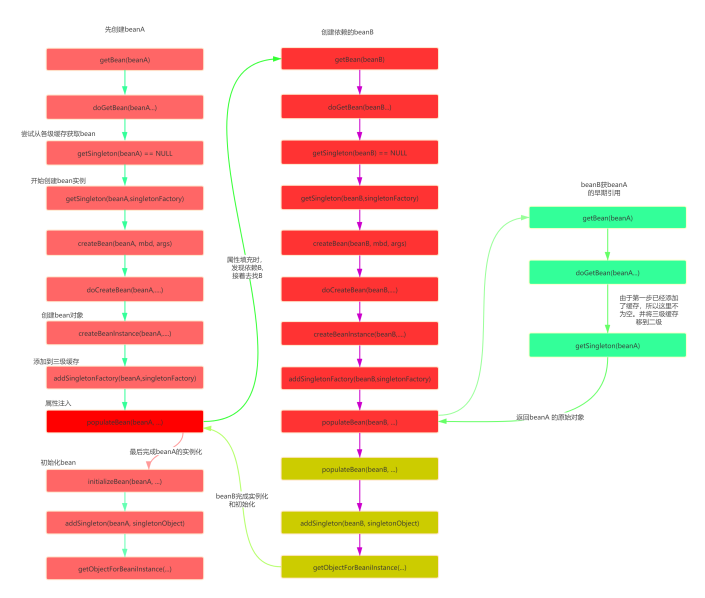 先创建beanA
getBean(beanA)
doGetBean(beanA...)
尝试从各级缓存获取bean
getSingleton(beanA) == NULL
开始创建bean实例
getSingleton(beanA,singletonFactory)
createBean(beanA, mbd, args)
doCreateBean(beanA,....)
创建bean对象
createBeanInstance(beanA,....)
添加到三级缓存
addSingletonFactory(beanA,singletonFactory)
属性注入
populateBean(beanA, ...)
最后完成beanA的实例化
初始化bean
initializeBean(beanA, ...)
addSingleton(beanA, singletonObject)
getObjectForBeaniInstance(...)
属性填充时，
发现依赖B,
接着去找B
创建依赖的beanB
getBean(beanB)
doGetBean(beanB...)
getSingleton(beanB) == NULL
getSingleton(beanB,singletonFactory)
createBean(beanB, mbd, args)
doCreateBean(beanB,....)
createBeanInstance(beanB,....)
addSingletonFactory(beanB,singletonFactory)
populateBean(beanB, ...)
populateBean(beanB, ...)
addSingleton(beanB, singletonObject)
getObjectForBeaniInstance(...)
beanB完成实例化
和初始化
beanB获beanA
的早期引用
getBean(beanA)
doGetBean(beanA...)
由于第一步已经添加
了缓存，所以这里不
为空。并将三级缓存
移到二级
getSingleton(beanA)
返回beanA 的原始对象